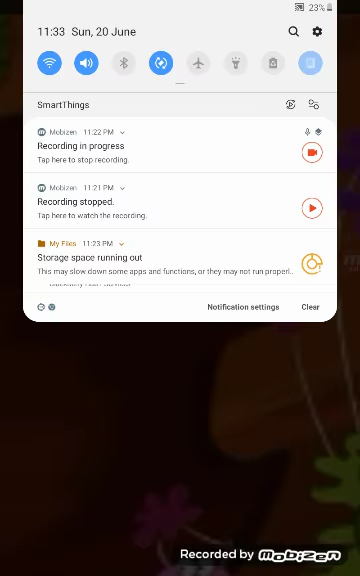 23%
11:33 Sun, 20 June
SmartThings
Mobizen 11:22 PM
Recording in progress
Tap here to stop recording.
Mobizen 11:21 PM
Recording stopped.
Tap here to watch the recording.
My Files 11:23 PM
Storage space running out
This may slow down some apps and functions, or they may not run properl..
Notification settings Clear
Recorded by mobizen